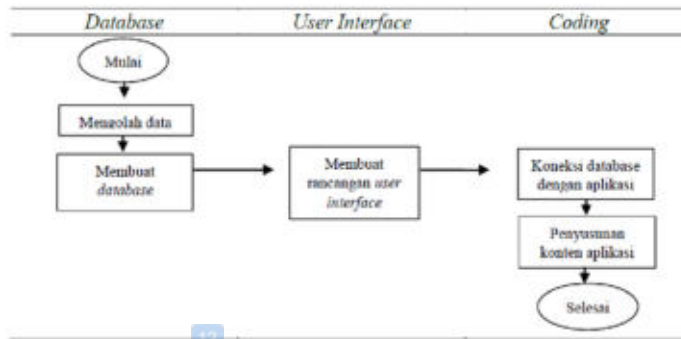 Database User Interface Coding
Mulai
Mengolah data
Membuat
database
Membuat
rancangan user
interface
Koneksi database
dengan aplikasi
Penyusunan
konten aplikasi
Selesai
12